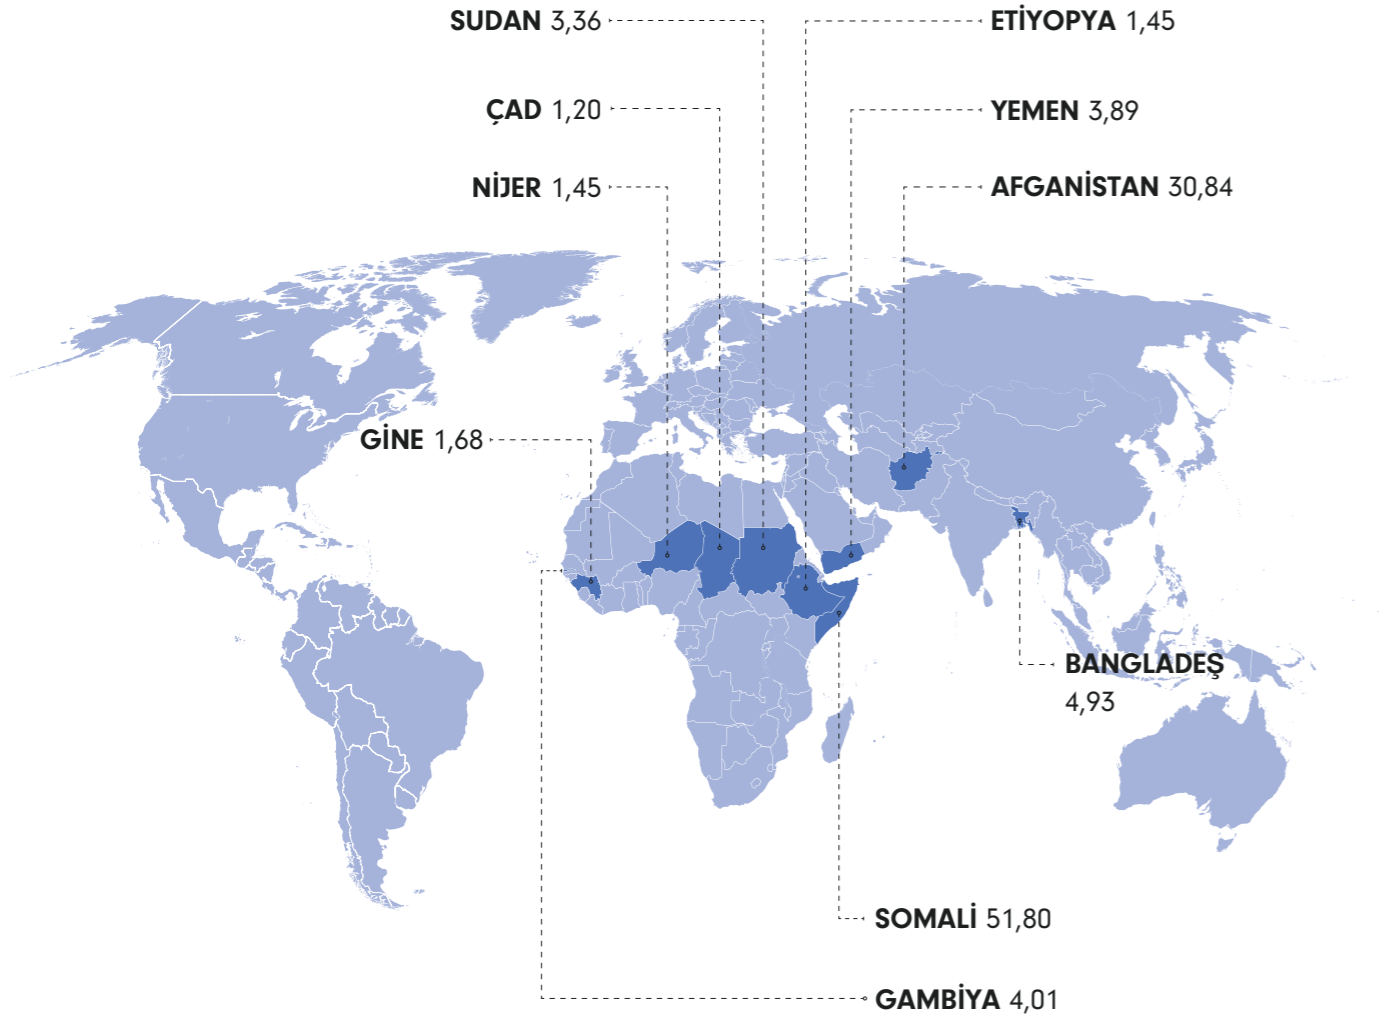 SUDAN 3,36
ETİYOPYA 1,45
ÇAD 1,20
YEMEN 3,89
NİJER 1,45
AFGANİSTAN 30,84
GİNE 1,68
BANGLADEŞ
4,93
SOMALİ 51,80
GAMBİYA 4,01